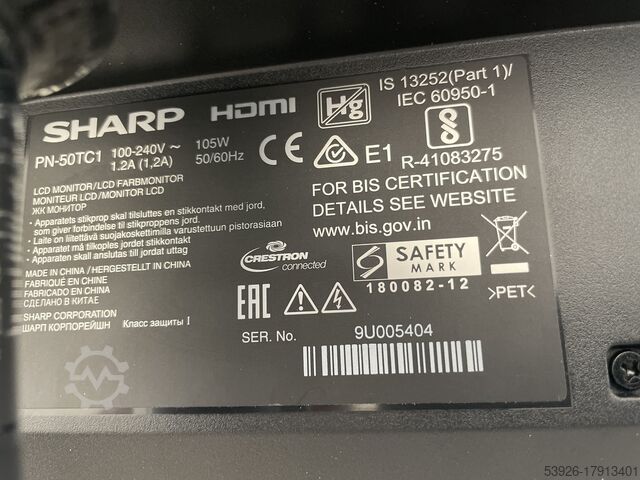 SHARP HDMI
PN-50TC1 100-240V ~ 105W
1.2A (1,2A) 50/60Hz
LCD MONITOR/LCD FARBMONITOR
MONITEUR LCD/MONITOR LCD
ЖК МОНИТОР
• Apparatets stikprop skal tilsluttes en stikkontakt med jord,
som giver forbindelse til stikproppens jord.
• Laite on liitettävä suojakoskettimilla varustettuun pistorasiaan
• Apparatet må tilkoples jordet stikkontakt
• Apparaten skall anslutas till jordat uttag
MADE IN CHINA / HERGESTELLT IN CHINA
FABRIQUÉ EN CHINE
FABRICADO EN CHINA
СДЕЛАНО В КИТАЕ
SHARP CORPORATION
ШАРП КОРПОРЕЙШН Класс защиты I
Hg
CE E1
IS 13252(Part 1)/
IEC 60950-1
R-41083275
FOR BIS CERTIFICATION
DETAILS SEE WEBSITE
www.bis.gov.in
CRESTRON
connected
S SAFETY
MARK
180082-12
>PET<
EAC
SER. No. 9U005404
53926-17913401